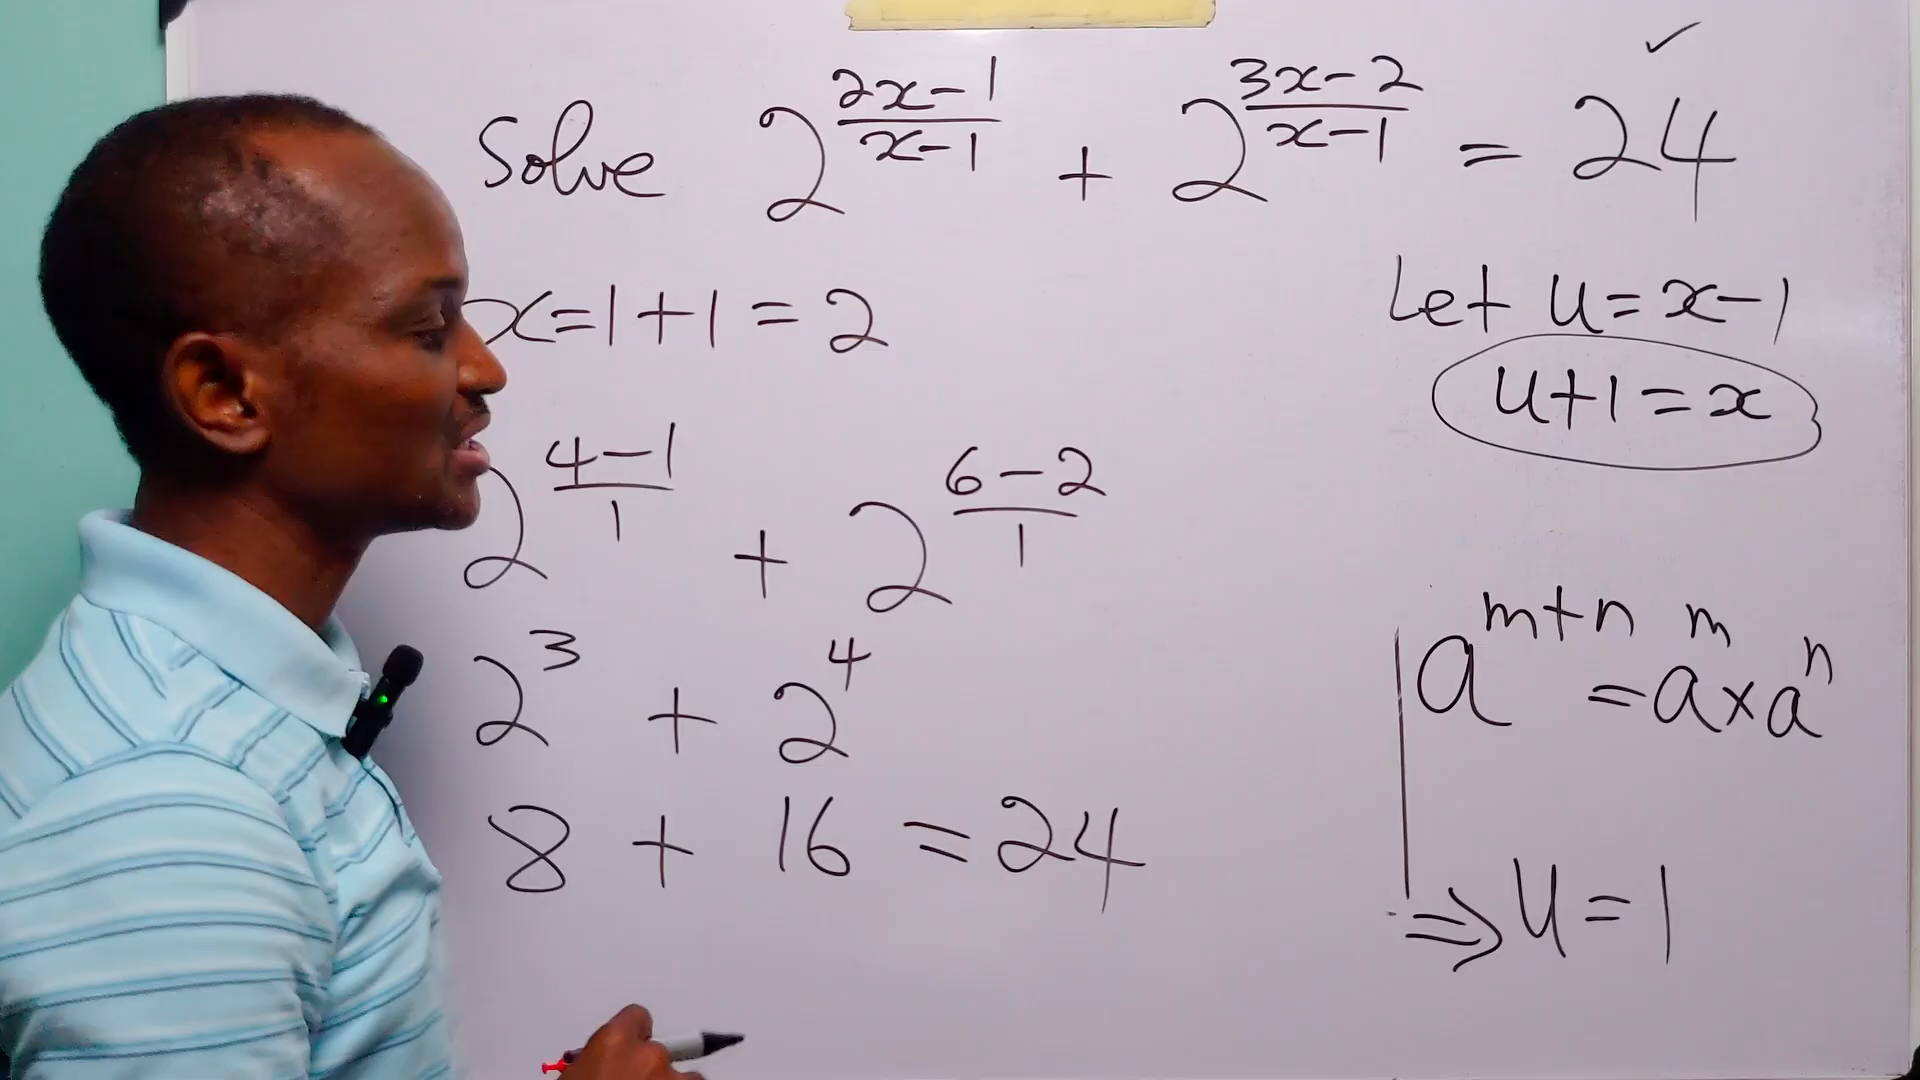 Solve 2^((2x-1)/(x-1)) + 2^((3x-2)/(x-1)) = 24 ✓
x=1+1=2
Let u=x-1
u+1=x
2^((4-1)/1) + 2^((6-2)/1)
2^3 + 2^4
a^(m+n) = a^m × a^n
8 + 16 = 24
⇒ u=1